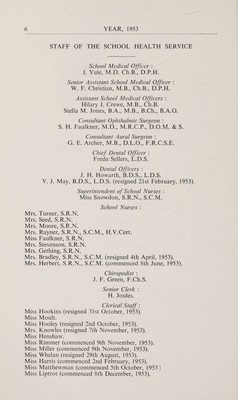 6 YEAR, 1953
STAFF OF THE SCHOOL HEALTH SERVICE
School Medical Officer :
J. Yule, M.D. Ch.B., D.P.H.
Senior Assistant School Medical Officer :
W. F. Christian, M.B., Ch.B., D.P.H.
Assistant School Medical Officers :
Hilary J. Crewe, M.B., Ch.B.
Stella M. Jones, B.A., M.B., B.Ch., B.A.O.
Consultant Ophthalmic Surgeon :
S. H. Faulkner, M.D., M.R.C.P., D.O.M. & S.
Consultant Aural Surgeon :
G. E. Archer, M.B., D.L.O., F.R.C.S.E.
Chief Dental Officer :
Freda Sellers, L.D.S.
Dental Officers :
J. H. Howarth, B.D.S., L.D.S.
V. J. May, B.D.S., L.D.S. (resigned 21st February, 1953).
Superintendent of School Nurses :
Miss Snowdon, S.R.N., S.C.M.
School Nurses :
Mrs. Turner, S.R.N.
Mrs. Seed, S.R.N.
Mrs. Moore, S.R.N.
Mrs. Rayner, S.R.N., S.C.M., H.V.Cert.
Miss Faulkner, S.R.N.
Mrs. Stevenson, S.R.N.
Mrs. Gething, S.R.N.
Mrs. Bradley, S.R.N., S.C.M. (resigned 4th April, 1953).
Mrs. Herbert, S.R.N., S.C.M. (commenced 8th June, 1953).
Chiropodist :
J. F. Green, F.Ch.S.
Senior Clerk :
H. Joules.
Clerical Staff :
Miss Hookins (resigned 31st October, 1953).
Miss Moult.
Miss Hooley (resigned 2nd October, 1953).
Mrs. Knowles (resigned 7th November, 1953).
Miss Henshaw.
Miss Rimmer (commenced 9th November, 1953).
Miss Miller (commenced 9th November, 1953).
Miss Whelan (resigned 29th August, 1953).
Miss Harris (commenced 2nd February, 1953).
Miss Matthewman (commenced 5th October, 1953)
Miss Liptrot (commenced 8th December, 1953).